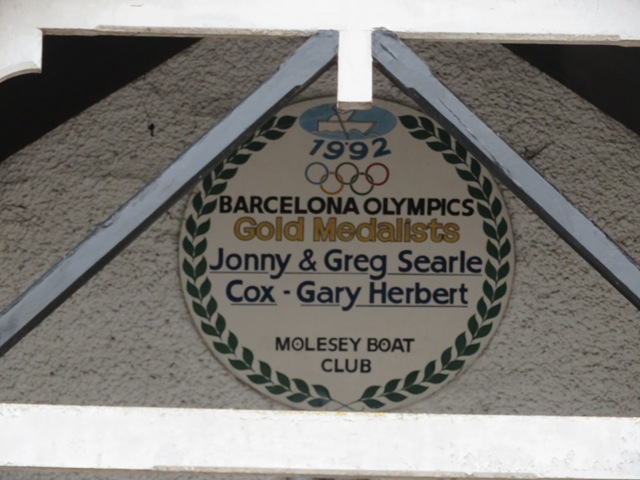 1992
BARCELONA OLYMPICS
Gold Medalists
Jonny & Greg Searle
Cox - Gary Herbert
MOLESEY BOAT
CLUB